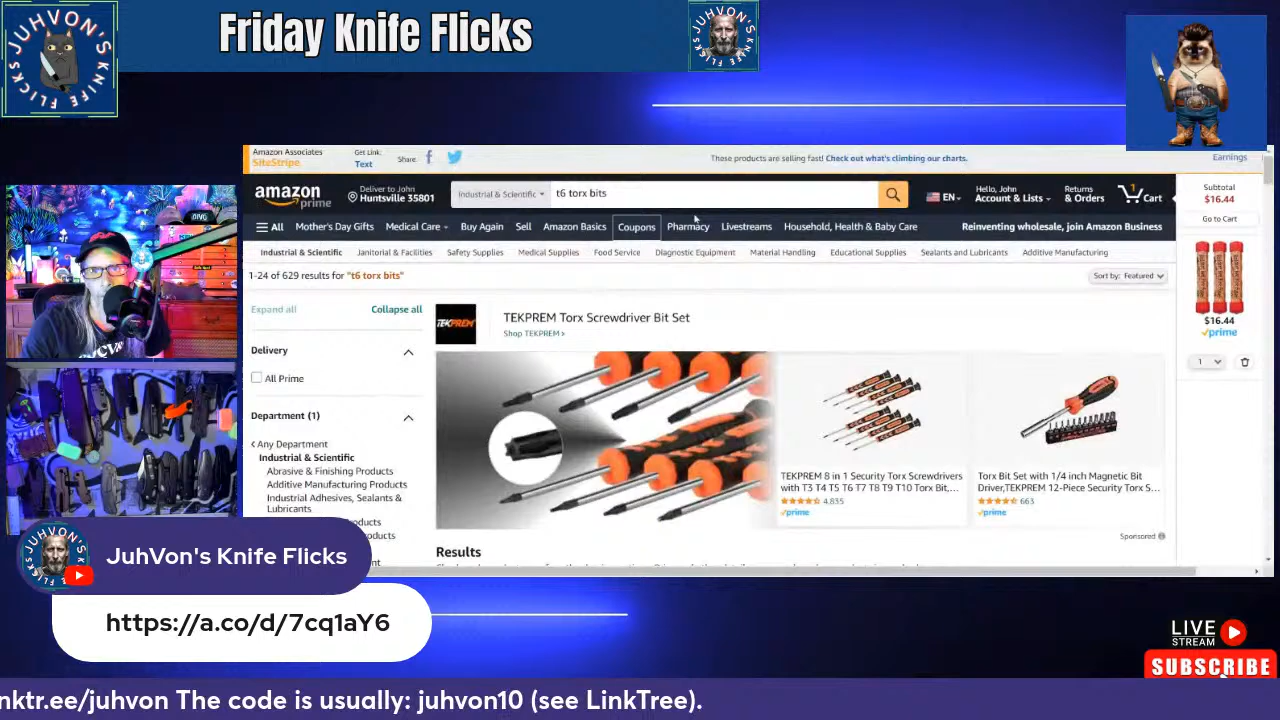 Friday Knife Flicks
JUHVON'S
KNIFE FLICKS
JUHVON'S
KNIFE FLICKS
Amazon Associates
SiteStripe
Get Link:
Text
Share:
These products are selling fast! Check out what's climbing our charts.
Earnings
amazon
prime
Deliver to John
Huntsville 35801
Industrial & Scientific
t6 torx bits
EN
Hello, John
Account & Lists
Returns
& Orders
1
Cart
All
Mother's Day Gifts
Medical Care
Buy Again
Sell
Amazon Basics
Coupons
Pharmacy
Livestreams
Household, Health & Baby Care
Reinventing wholesale, join Amazon Business
Industrial & Scientific
Janitorial & Facilities
Safety Supplies
Medical Supplies
Food Service
Diagnostic Equipment
Material Handling
Educational Supplies
Sealants and Lubricants
Additive Manufacturing
1-24 of 629 results for "t6 torx bits"
Sort by: Featured
Subtotal
$16.44
Go to Cart
$16.44
prime
1
Expand all
Collapse all
Delivery
All Prime
Department (1)
Any Department
Industrial & Scientific
Abrasive & Finishing Products
Additive Manufacturing Products
Industrial Adhesives, Sealants &
Lubricants
TEKPREM
TEKPREM Torx Screwdriver Bit Set
Shop TEKPREM ›
TEKPREM 8 in 1 Security Torx Screwdrivers
with T3 T4 T5 T6 T7 T8 T9 T10 Torx Bit,...
4,835
prime
Torx Bit Set with 1/4 inch Magnetic Bit
Driver,TEKPREM 12-Piece Security Torx S...
663
prime
Sponsored
Results
JUHVON'S
KNIFE FLICKS
JuhVon's Knife Flicks
https://a.co/d/7cq1aY6
LIVE
STREAM
SUBSCRIBE
nktr.ee/juhvon The code is usually: juhvon10 (see LinkTree).